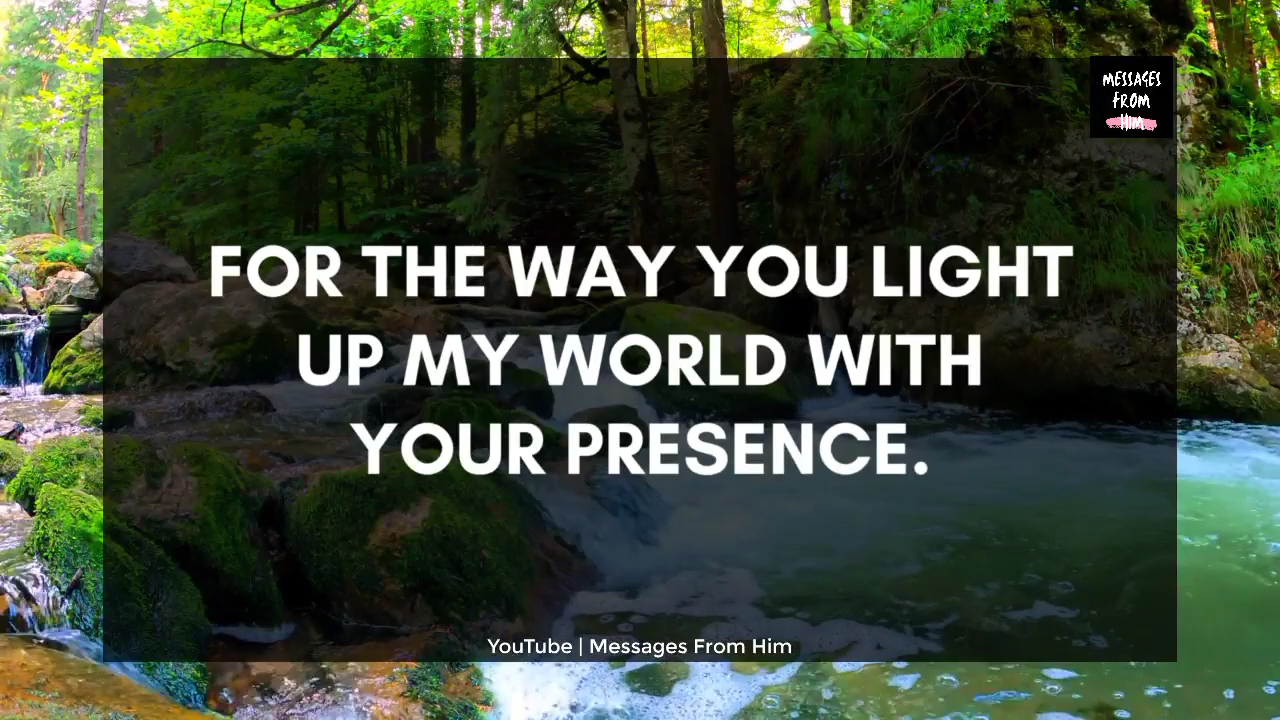 MESSAGES
FROM
HIM
FOR THE WAY YOU LIGHT
UP MY WORLD WITH
YOUR PRESENCE.
YouTube | Messages From Him